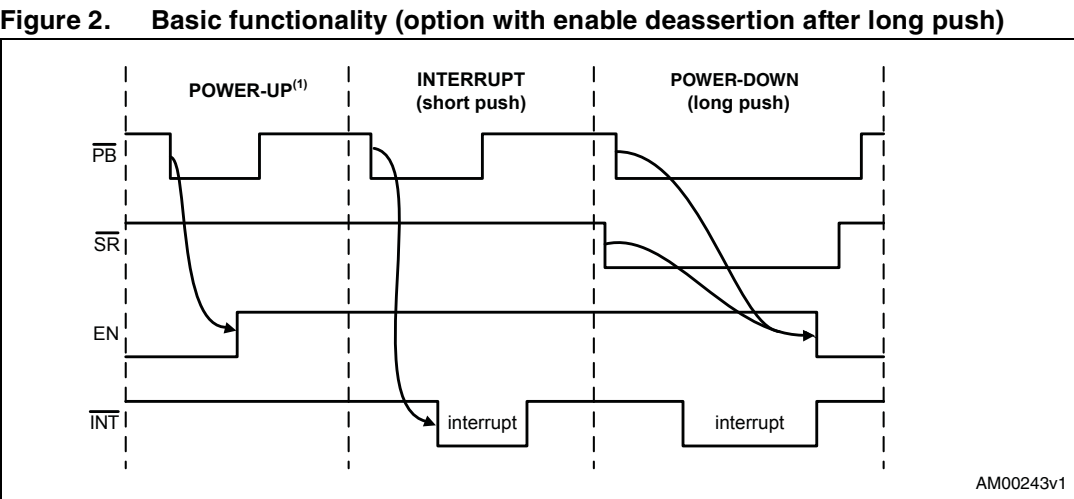 Figure 2. Basic functionality (option with enable deassertion after long push)
POWER-UP(1)
INTERRUPT
(short push)
POWER-DOWN
(long push)
PB
SR
EN
INT
interrupt
interrupt
AM00243v1